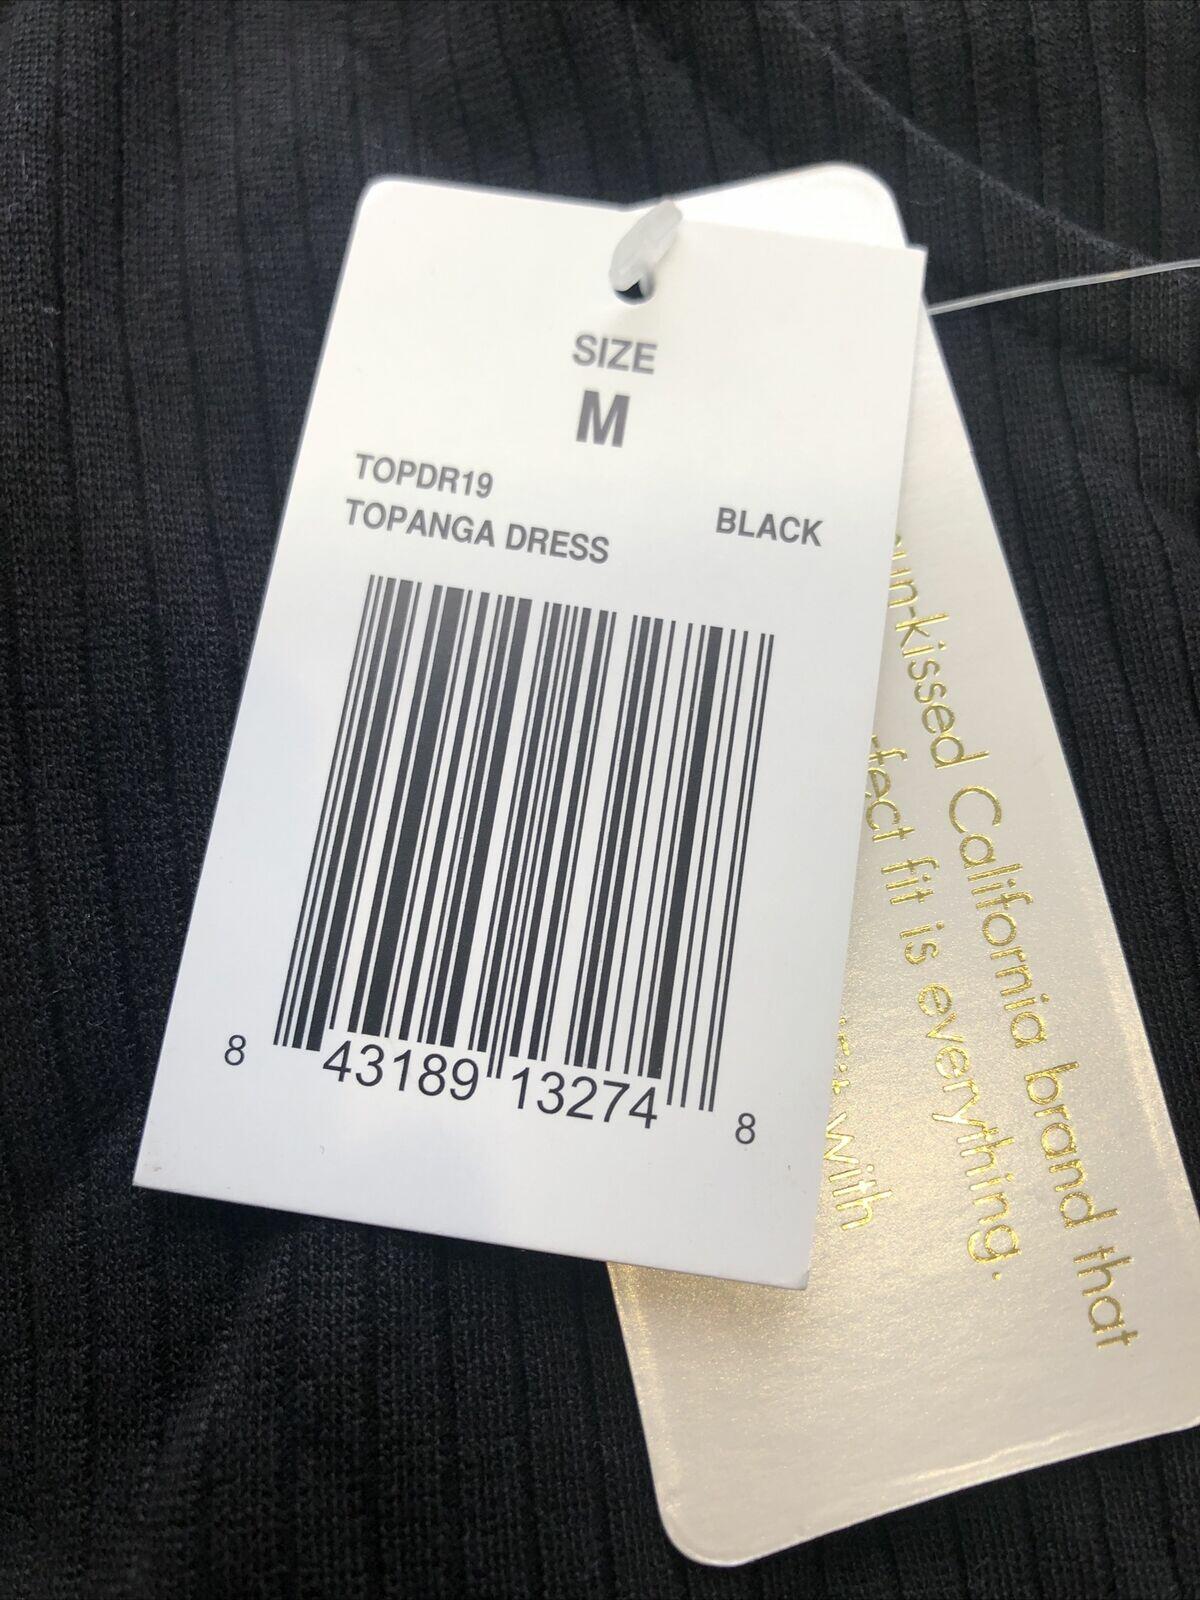 SIZE
M
TOPDR19
TOPANGA DRESS
BLACK
8 43189 13274 8
California brand that
fit is everything.
with